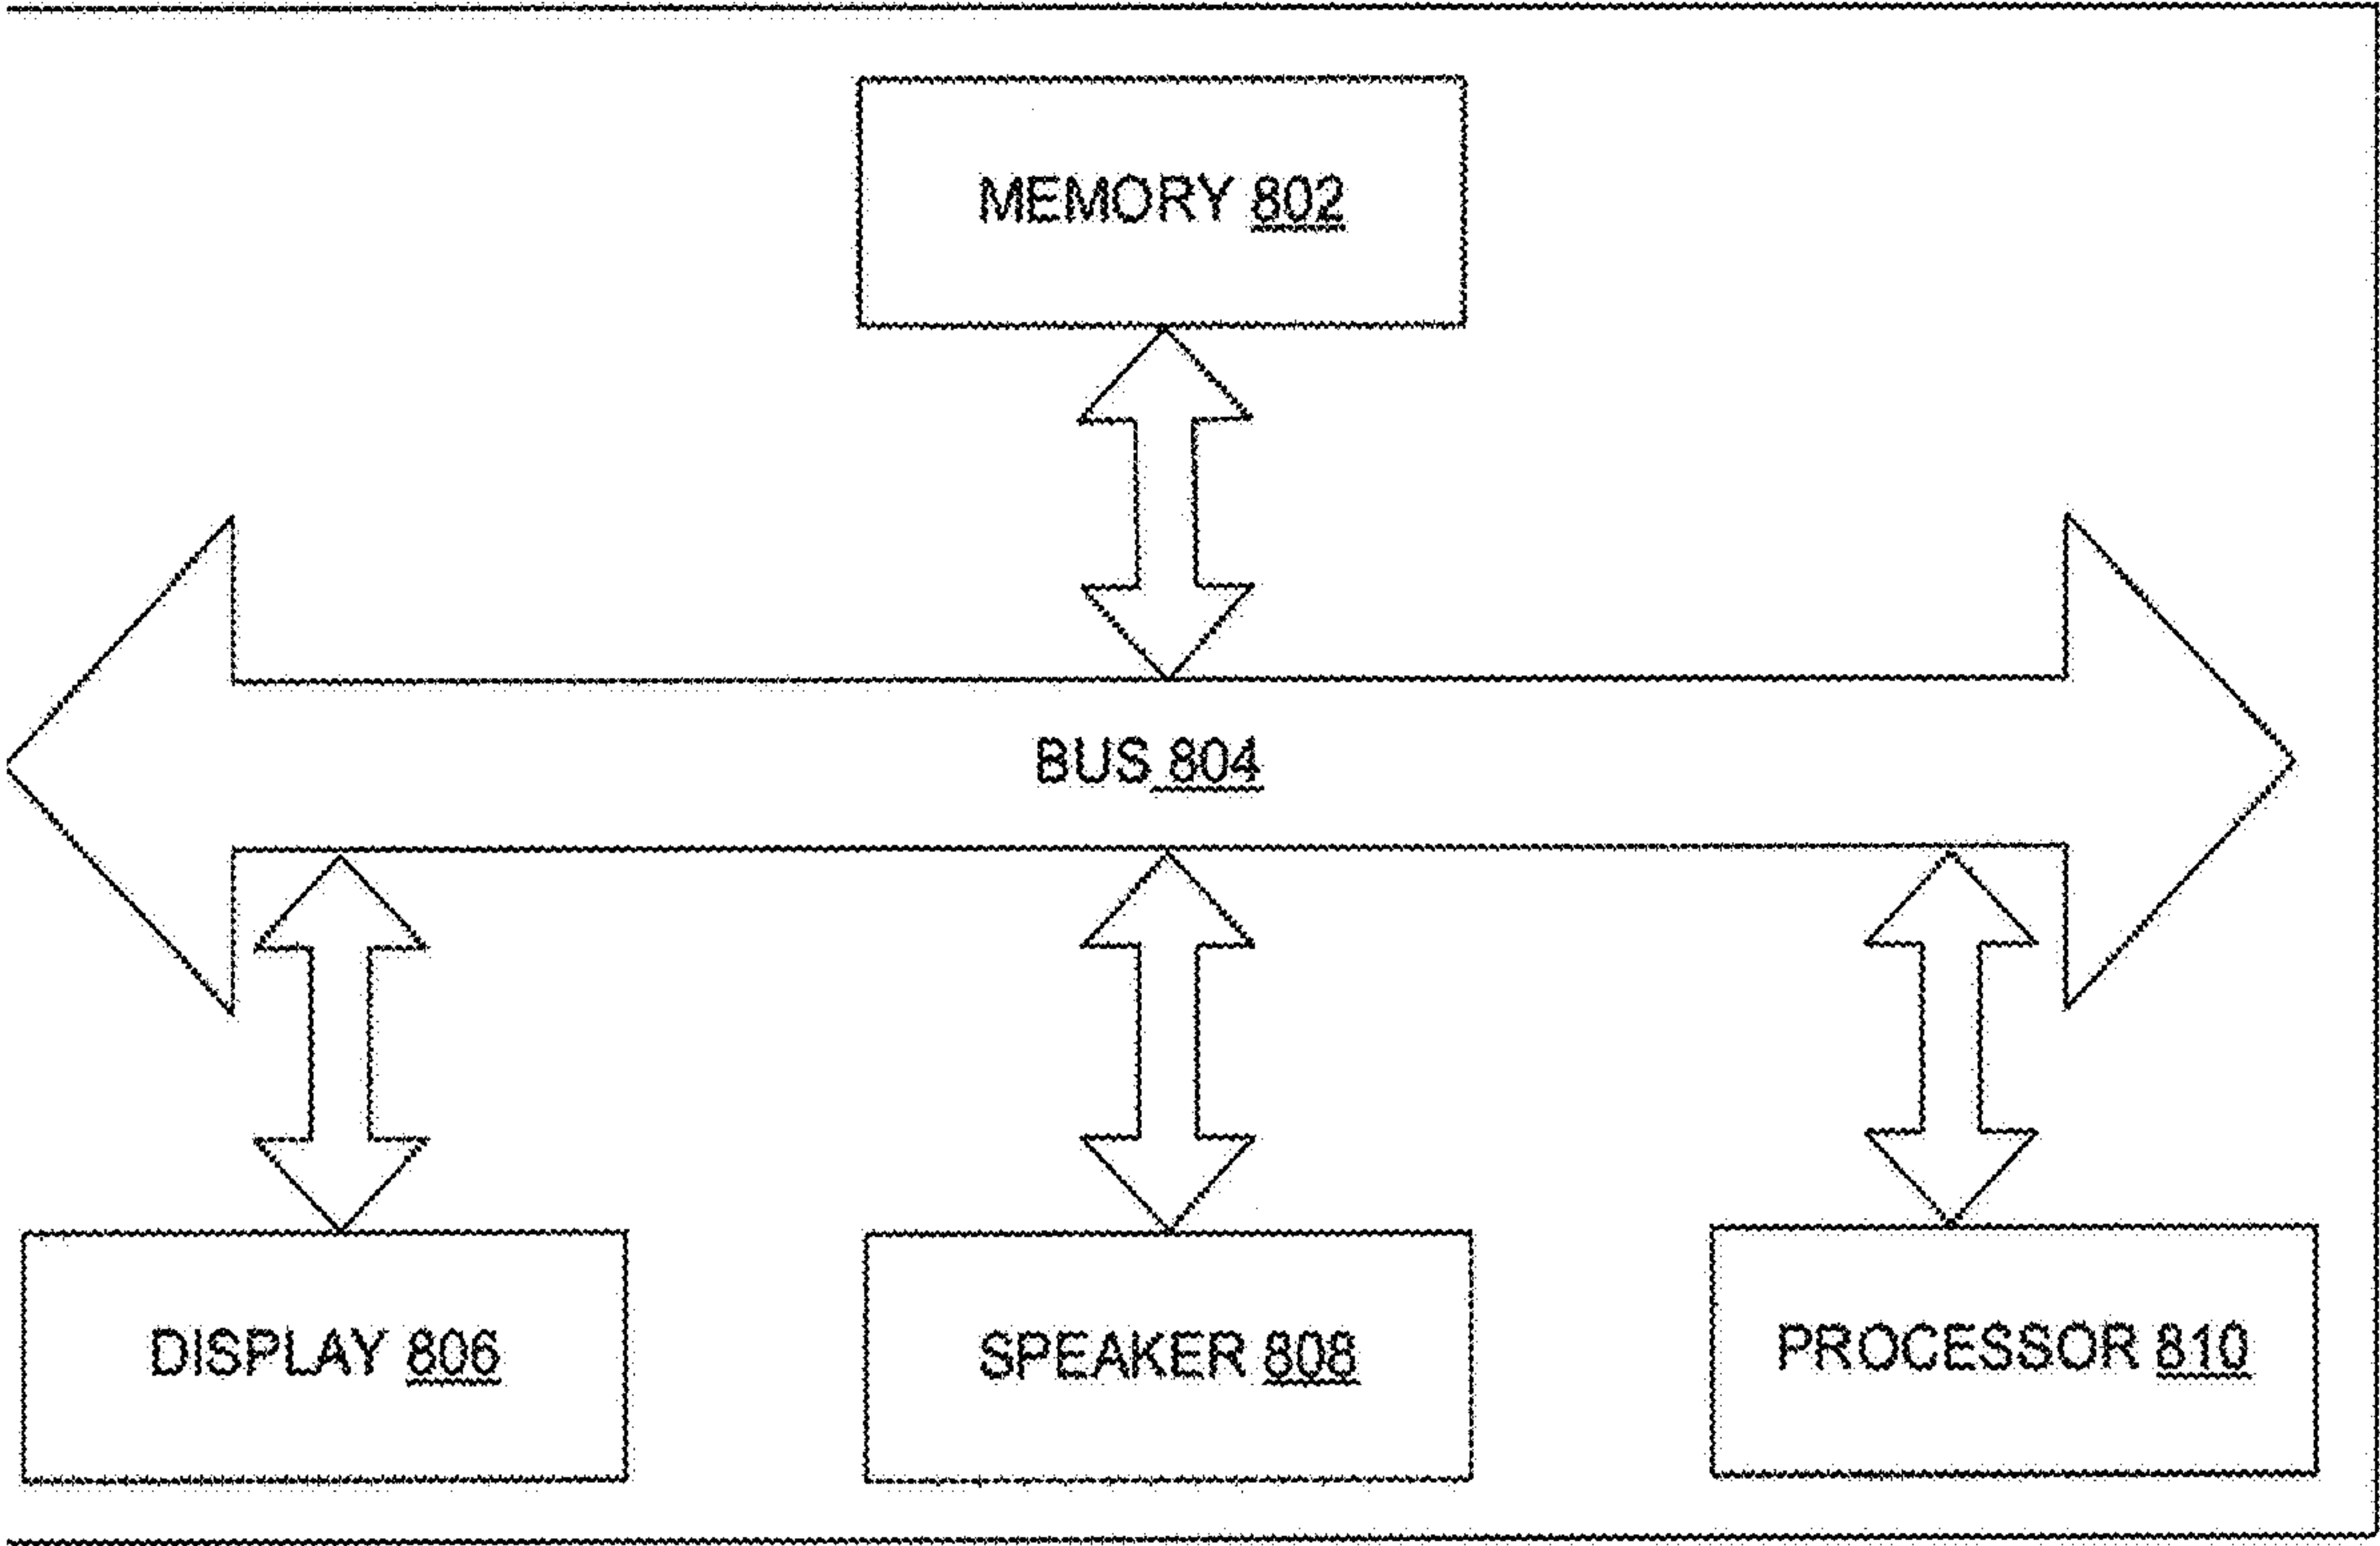 MEMORY 802
BUS 804
DISPLAY 806
SPEAKER 808
PROCESSOR 810